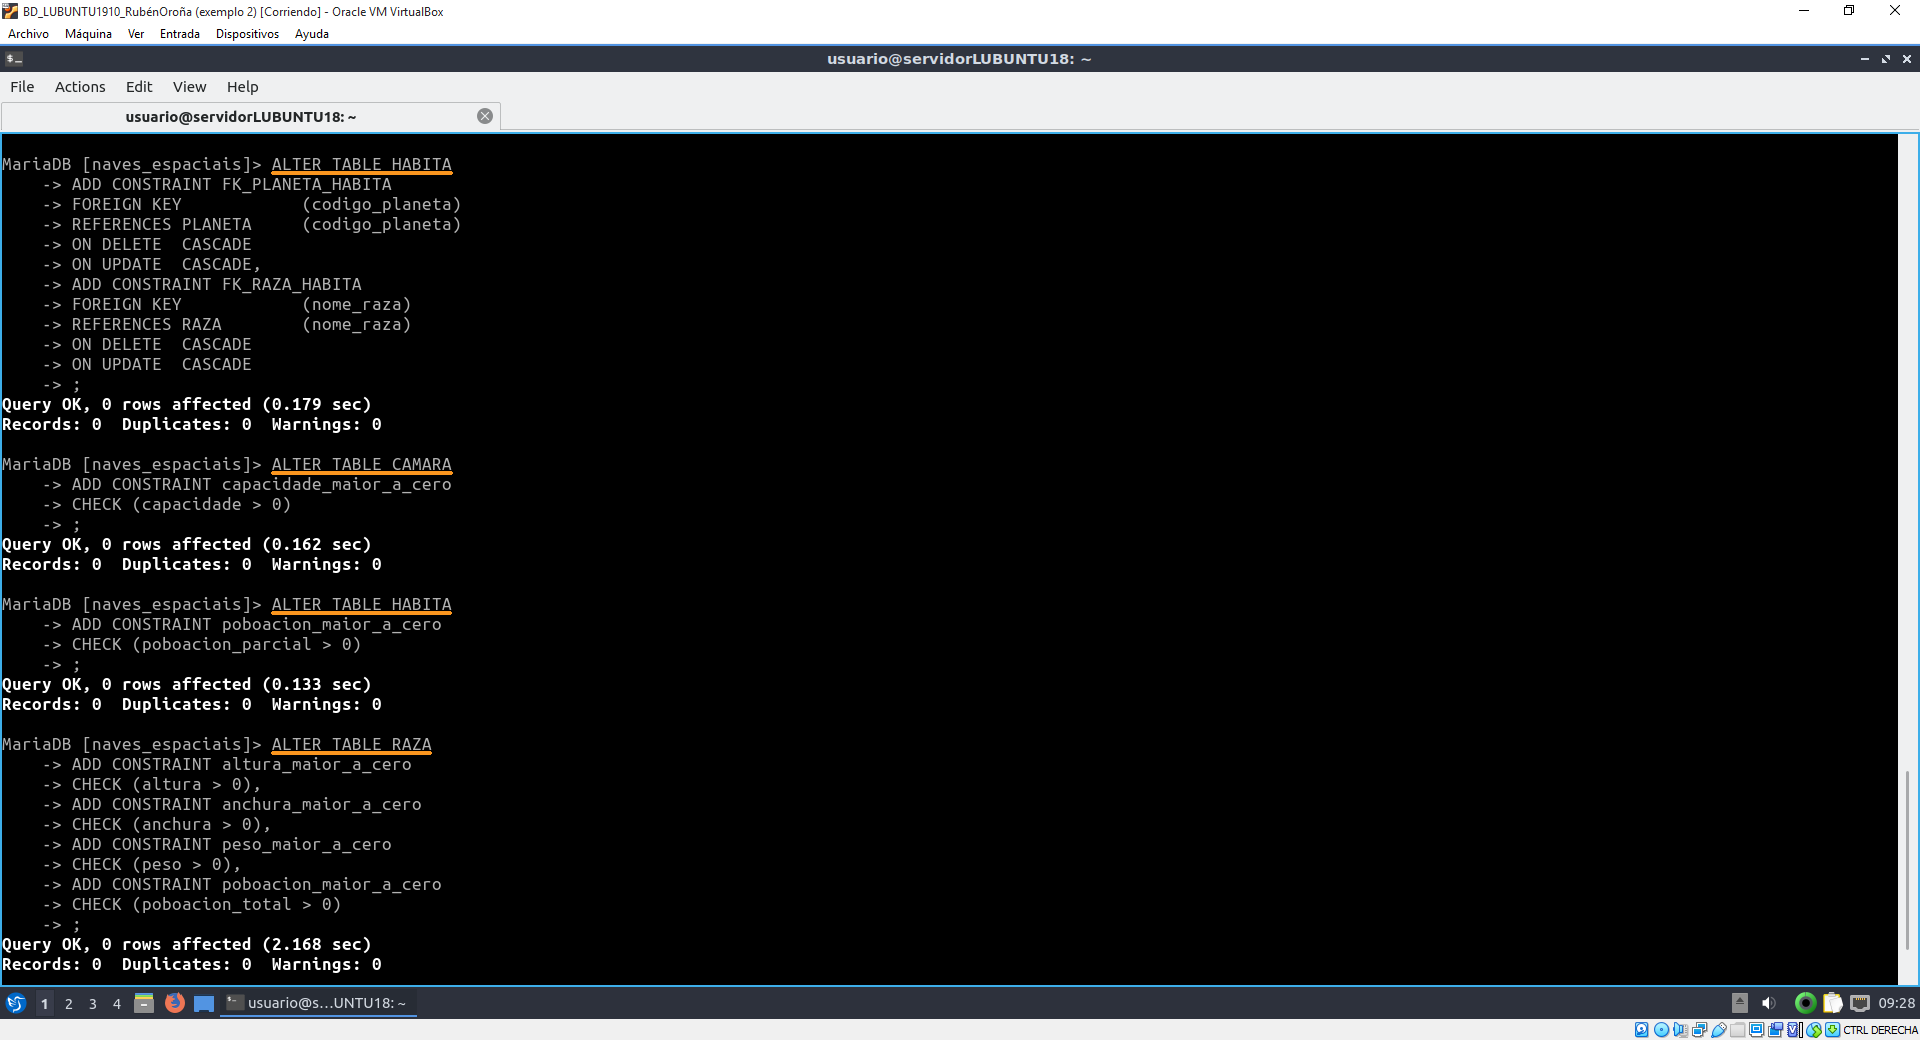 BD_LUBUNTU1910_RubénOroña (exemplo 2) [Corriendo] - Oracle VM VirtualBox
Archivo Máquina Ver Entrada Dispositivos Ayuda
usuario@servidorLUBUNTU18: ~
File Actions Edit View Help
usuario@servidorLUBUNTU18: ~
MariaDB [naves_espaciais]> ALTER TABLE HABITA
    -> ADD CONSTRAINT FK_PLANETA_HABITA
    -> FOREIGN KEY            (codigo_planeta)
    -> REFERENCES PLANETA     (codigo_planeta)
    -> ON DELETE  CASCADE
    -> ON UPDATE  CASCADE,
    -> ADD CONSTRAINT FK_RAZA_HABITA
    -> FOREIGN KEY            (nome_raza)
    -> REFERENCES RAZA        (nome_raza)
    -> ON DELETE  CASCADE
    -> ON UPDATE  CASCADE
    -> ;
Query OK, 0 rows affected (0.179 sec)
Records: 0  Duplicates: 0  Warnings: 0
MariaDB [naves_espaciais]> ALTER TABLE CAMARA
    -> ADD CONSTRAINT capacidade_maior_a_cero
    -> CHECK (capacidade > 0)
    -> ;
Query OK, 0 rows affected (0.162 sec)
Records: 0  Duplicates: 0  Warnings: 0
MariaDB [naves_espaciais]> ALTER TABLE HABITA
    -> ADD CONSTRAINT poboacion_maior_a_cero
    -> CHECK (poboacion_parcial > 0)
    -> ;
Query OK, 0 rows affected (0.133 sec)
Records: 0  Duplicates: 0  Warnings: 0
MariaDB [naves_espaciais]> ALTER TABLE RAZA
    -> ADD CONSTRAINT altura_maior_a_cero
    -> CHECK (altura > 0),
    -> ADD CONSTRAINT anchura_maior_a_cero
    -> CHECK (anchura > 0),
    -> ADD CONSTRAINT peso_maior_a_cero
    -> CHECK (peso > 0),
    -> ADD CONSTRAINT poboacion_maior_a_cero
    -> CHECK (poboacion_total > 0)
    -> ;
Query OK, 0 rows affected (2.168 sec)
Records: 0  Duplicates: 0  Warnings: 0
1 2 3 4 usuario@s...UNTU18: ~ 09:28
CTRL DERECHA